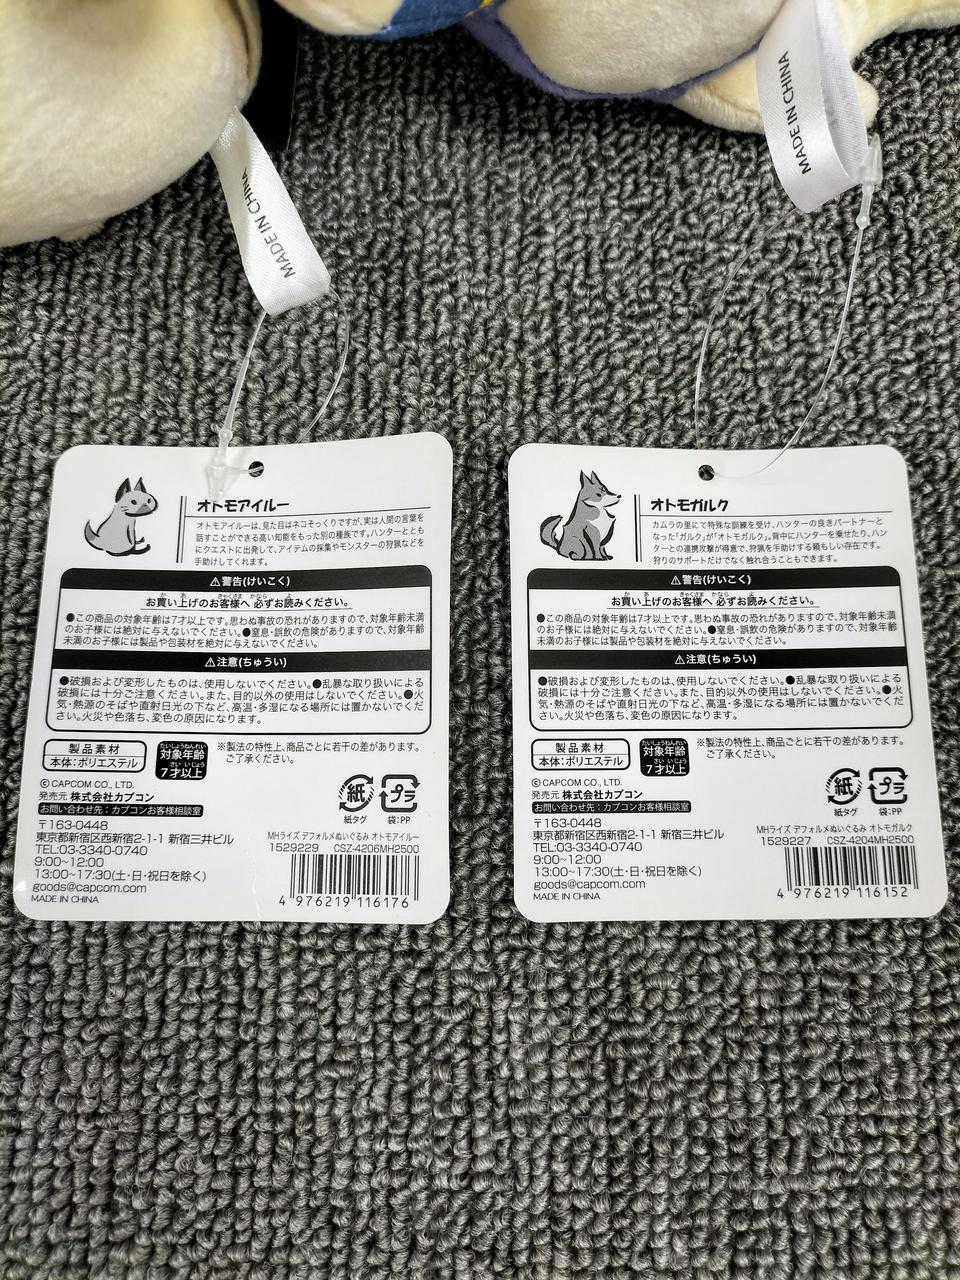 MADE IN CHINA
MADE IN CHINA
オトモアイルー
オトモアイルーは、見た目はネコそっくりですが、実は人間の言葉を
話すことができる高い知能をもった別の種族です。ハンターととも
にクエストに出発して、アイテムの採集やモンスターの狩猟などを
手助けしてくれます。
⚠警告(けいこく)
お買い上げのお客様へ 必ずお読みください。
●この商品の対象年齢は7才以上です。思わぬ事故の恐れがありますので、対象年齢未満
のお子様には絶対に与えないでください。●窒息・誤飲の危険がありますので、対象年齢
未満のお子様には製品や包装材を絶対に与えないでください。
⚠注意(ちゅうい)
●破損および変形したものは、使用しないでください。●乱暴な取り扱いによる
破損には十分ご注意ください。また、目的以外の使用はしないでください。●火
気・熱源のそばや直射日光の下など、高温・多湿になる場所には置かないでくだ
さい。火災や色落ち、変色の原因になります。
製品素材
本体:ポリエステル
たいしょうねんれい
対象年齢
さい いじょう
7才以上
※製法の特性上、商品ごとに若干の差があります。
ご了承ください。
©CAPCOM CO., LTD.
発売元 株式会社カプコン
お問い合わせ先:カプコンお客様相談室
〒163-0448
東京都新宿区西新宿2-1-1 新宿三井ビル
TEL:03-3340-0740
9:00~12:00
13:00~17:30(土・日・祝日を除く)
goods@capcom.com
MADE IN CHINA
紙
紙タグ
プラ
袋:PP
MHライズ デフォルメぬいぐるみ オトモアイルー
1529229 CSZ-4206MH2500
4 976219 116176
オトモガルク
カムラの里にて特殊な訓練を受け、ハンターの良きパートナーと
なった「ガルク」が「オトモガルク」。背中にハンターを乗せたり、ハン
ターとの連携攻撃が得意で、狩猟を手助けする頼もしい存在です。
狩りのサポートだけでなく触れ合うこともできます。
⚠警告(けいこく)
お買い上げのお客様へ 必ずお読みください。
●この商品の対象年齢は7才以上です。思わぬ事故の恐れがありますので、対象年齢未満
のお子様には絶対に与えないでください。●窒息・誤飲の危険がありますので、対象年齢
未満のお子様には製品や包装材を絶対に与えないでください。
⚠注意(ちゅうい)
●破損および変形したものは、使用しないでください。●乱暴な取り扱いによる
破損には十分ご注意ください。また、目的以外の使用はしないでください。●火
気・熱源のそばや直射日光の下など、高温・多湿になる場所には置かないでくだ
さい。火災や色落ち、変色の原因になります。
製品素材
本体:ポリエステル
たいしょうねんれい
対象年齢
さい いじょう
7才以上
※製法の特性上、商品ごとに若干の差があります。
ご了承ください。
©CAPCOM CO., LTD.
発売元 株式会社カプコン
お問い合わせ先:カプコンお客様相談室
〒163-0448
東京都新宿区西新宿2-1-1 新宿三井ビル
TEL:03-3340-0740
9:00~12:00
13:00~17:30(土・日・祝日を除く)
goods@capcom.com
MADE IN CHINA
紙
紙タグ
プラ
袋:PP
MHライズ デフォルメぬいぐるみ オトモガルク
1529227 CSZ-4204MH2500
4 976219 116152